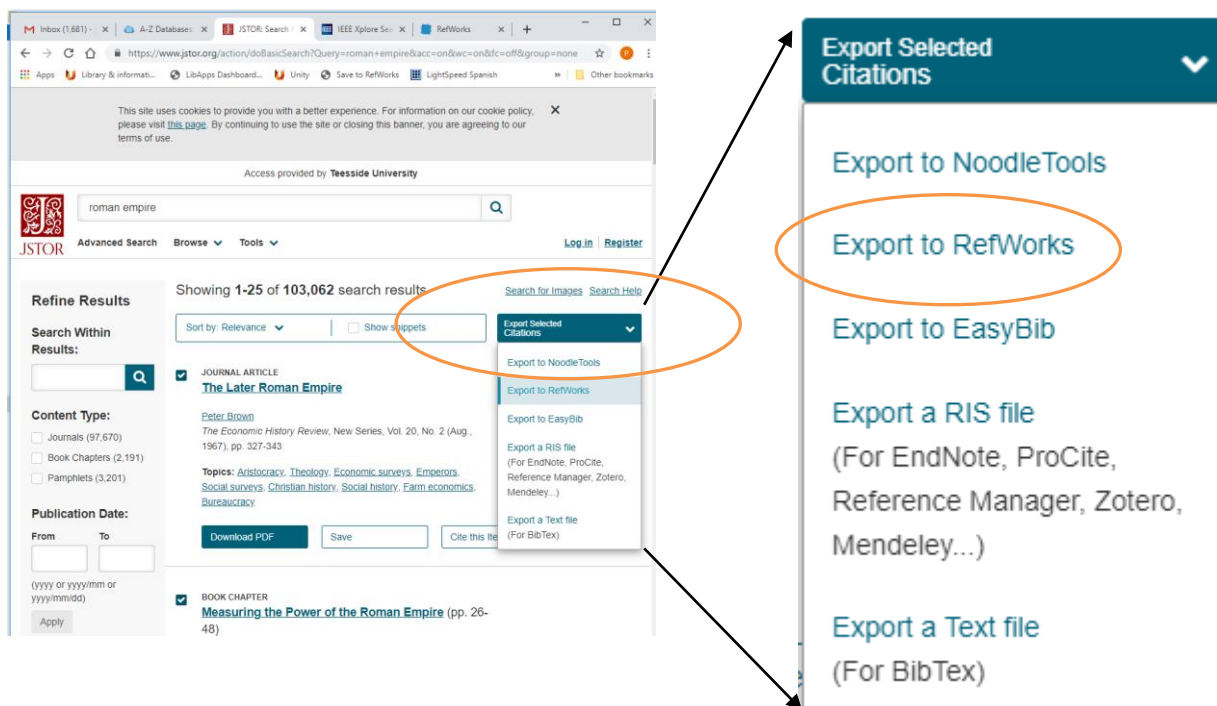 Inbox (1,681) -
A-Z Databases
JSTOR: Search
IEEE Xplore Sea
RefWorks
https://www.jstor.org/action/doBasicSearch?Query=roman+empire&acc=on&wc=on&fc=off&group=none
Apps
Library & informati...
LibApps Dashboard...
Unity
Save to RefWorks
LightSpeed Spanish
Other bookmarks
This site uses cookies to provide you with a better experience. For information on our cookie policy,
please visit this page. By continuing to use the site or closing this banner, you are agreeing to our
terms of use.
Access provided by Teesside University
roman empire
JSTOR
Advanced Search
Browse
Tools
Log in
Register
Refine Results
Search Within
Results:
Content Type:
Journals (97,670)
Book Chapters (2,191)
Pamphlets (3,201)
Publication Date:
From To
(yyyy or yyyy/mm or
yyyy/mm/dd)
Apply
Showing 1-25 of 103,062 search results
Search for Images Search Help
Sort by: Relevance
Show snippets
Export Selected
Citations
Export to NoodleTools
Export to RefWorks
Export to EasyBib
Export a RIS file
(For EndNote, ProCite,
Reference Manager, Zotero,
Mendeley...)
Export a Text file
(For BibTex)
JOURNAL ARTICLE
The Later Roman Empire
Peter Brown
The Economic History Review, New Series, Vol. 20, No. 2 (Aug.,
1967), pp. 327-343
Topics: Aristocracy, Theology, Economic surveys, Emperors,
Social surveys, Christian history, Social history, Farm economics,
Bureaucracy
Download PDF
Save
Cite this ite
BOOK CHAPTER
Measuring the Power of the Roman Empire (pp. 26-
48)
Export Selected
Citations
Export to NoodleTools
Export to RefWorks
Export to EasyBib
Export a RIS file
(For EndNote, ProCite,
Reference Manager, Zotero,
Mendeley...)
Export a Text file
(For BibTex)